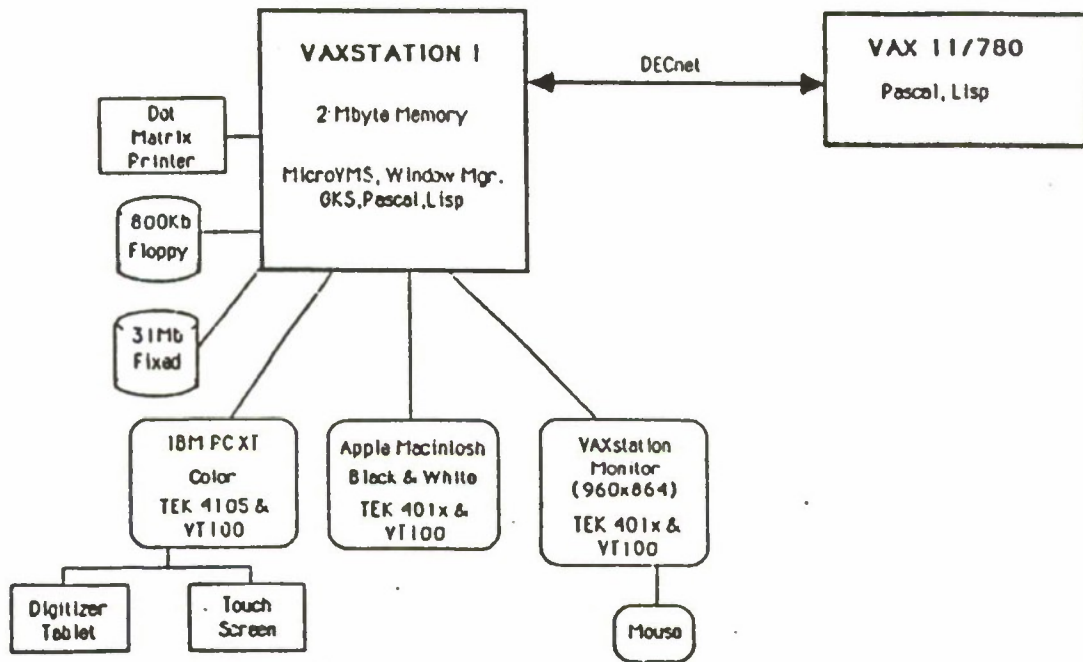 VAXSTATION I
2 Mbyte Memory
MicroVMS, Window Mgr.
GKS,Pascal,Lisp
DECnet
VAX 11/780
Pascal, Lisp
Dot
Matrix
Printer
800Kb
Floppy
31Mb
Fixed
IBM PC XT
Color
TEK 4105 &
VT100
Apple Macintosh
Black & White
TEK 401x &
VT100
VAXstation
Monitor
(960x864)
TEK 401x &
VT100
Digitizer
Tablet
Touch
Screen
Mouse